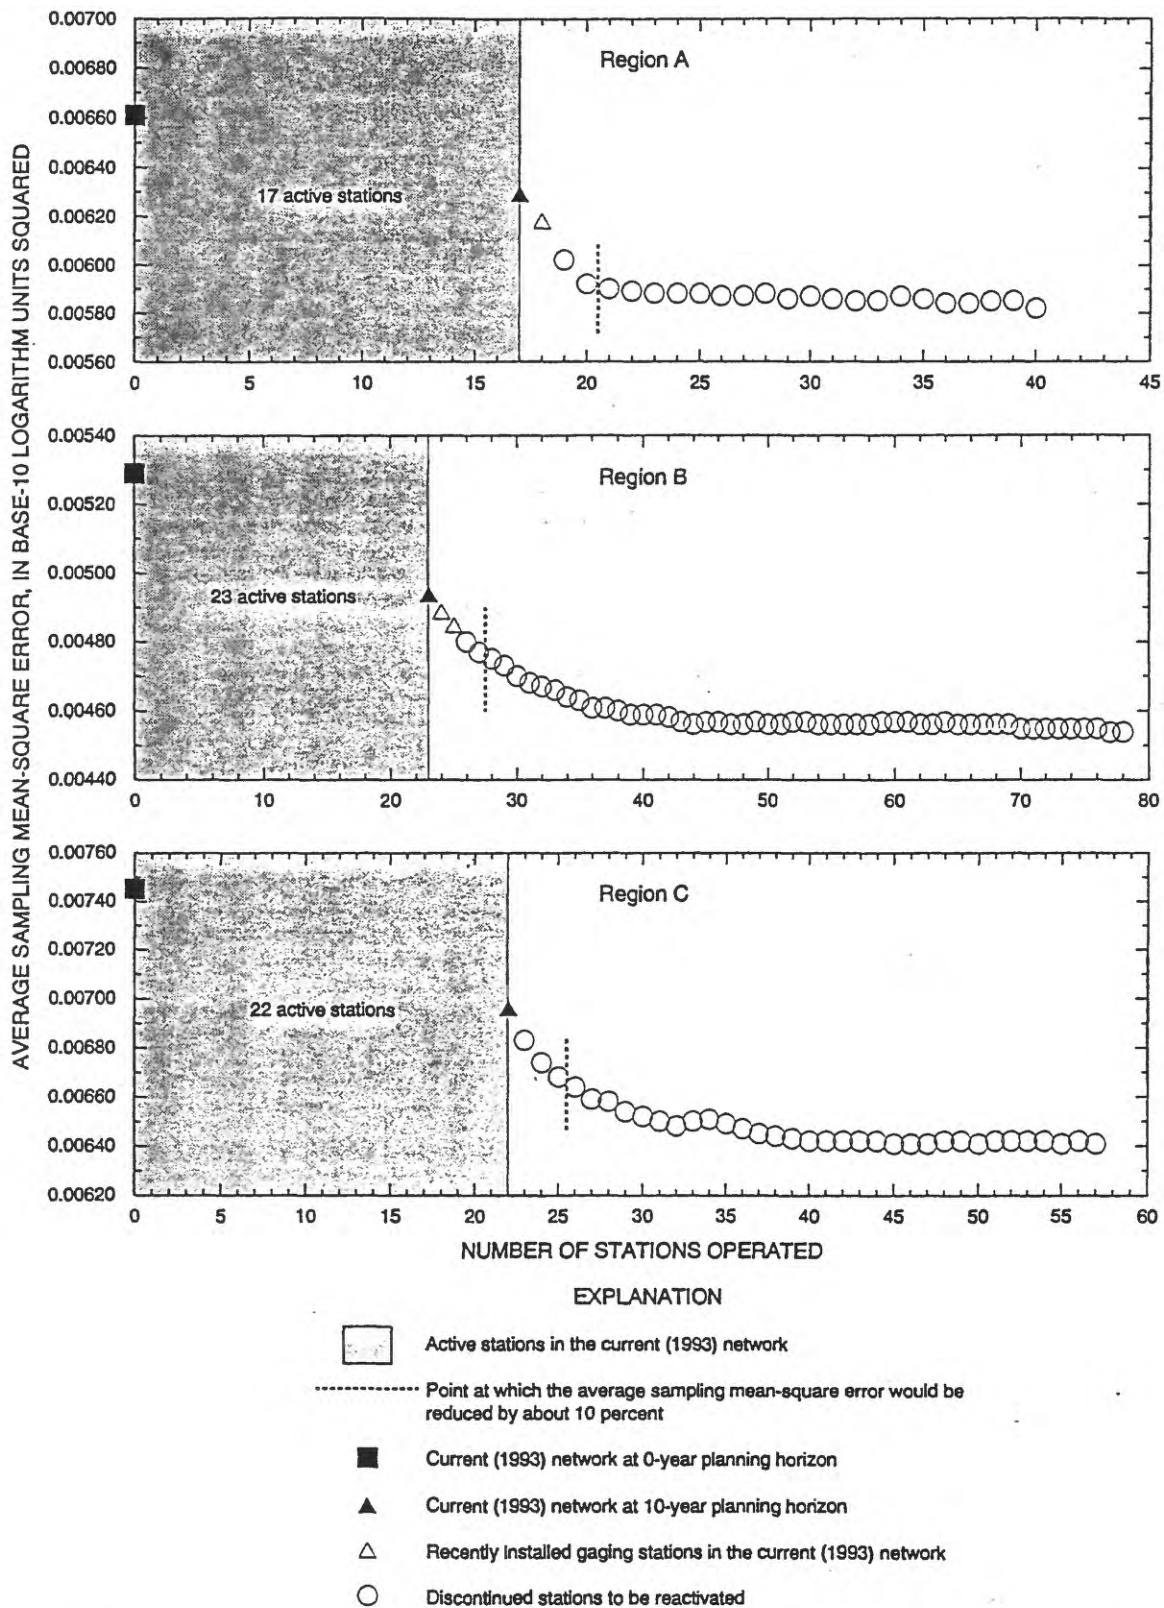 AVERAGE SAMPLING MEAN-SQUARE ERROR, IN BASE-10 LOGARITHM UNITS SQUARED
0.00700
0.00680
0.00660
0.00640
0.00620
0.00600
0.00580
0.00560
Region A
17 active stations
0 5 10 15 20 25 30 35 40 45
0.00540
0.00520
0.00500
0.00480
0.00460
0.00440
Region B
23 active stations
0 10 20 30 40 50 60 70 80
0.00760
0.00740
0.00720
0.00700
0.00680
0.00660
0.00640
0.00620
Region C
22 active stations
0 5 10 15 20 25 30 35 40 45 50 55 60
NUMBER OF STATIONS OPERATED
EXPLANATION
Active stations in the current (1993) network
Point at which the average sampling mean-square error would be
reduced by about 10 percent
Current (1993) network at 0-year planning horizon
Current (1993) network at 10-year planning horizon
Recently installed gaging stations in the current (1993) network
Discontinued stations to be reactivated